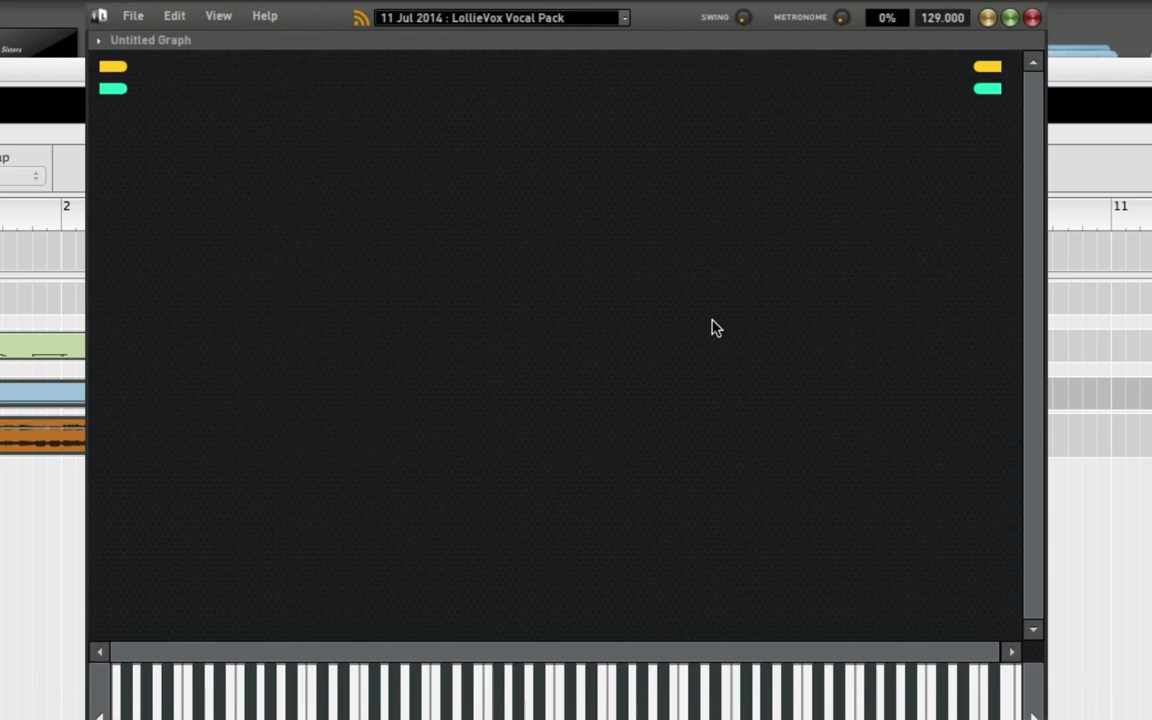 File Edit View Help 11 Jul 2014 : LollieVox Vocal Pack SWING METRONOME 0% 129.000
Untitled Graph
Sisters
2
11